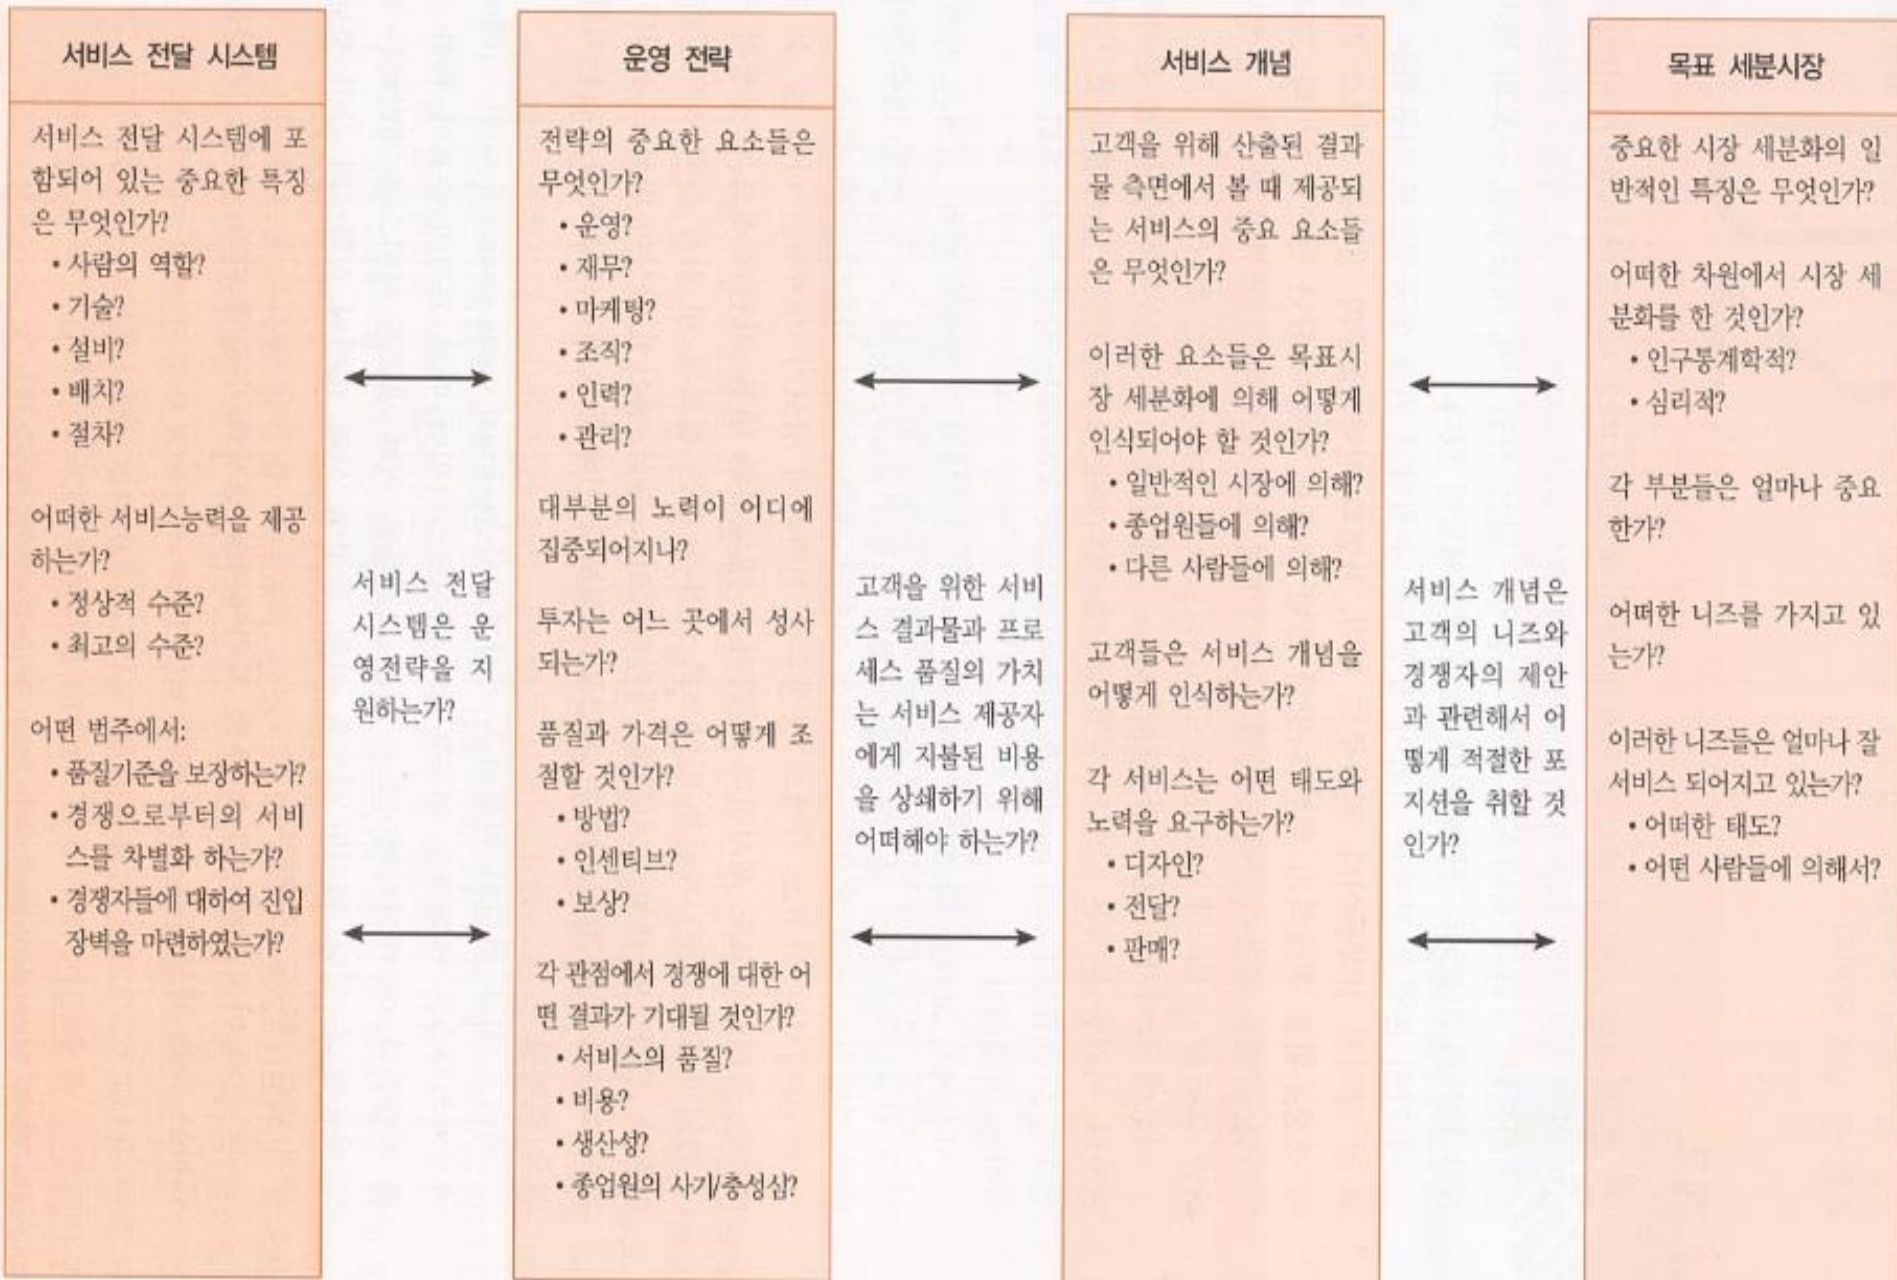 서비스 전달 시스템
서비스 전달 시스템에 포
함되어 있는 중요한 특징
은 무엇인가?
• 사람의 역할?
• 기술?
• 설비?
• 배치?
• 절차?
어떠한 서비스능력을 제공
하는가?
• 정상적 수준?
• 최고의 수준?
어떤 범주에서:
• 품질기준을 보장하는가?
• 경쟁으로부터의 서비
스를 차별화 하는가?
• 경쟁자들에 대하여 진입
장벽을 마련하였는가?
서비스 전달
시스템은 운
영전략을 지
원하는가?
운영 전략
전략의 중요한 요소들은
무엇인가?
• 운영?
• 재무?
• 마케팅?
• 조직?
• 인력?
• 관리?
대부분의 노력이 어디에
집중되어지나?
투자는 어느 곳에서 성사
되는가?
품질과 가격은 어떻게 조
절할 것인가?
• 방법?
• 인센티브?
• 보상?
각 관점에서 경쟁에 대한 어
떤 결과가 기대될 것인가?
• 서비스의 품질?
• 비용?
• 생산성?
• 종업원의 사기/충성심?
고객을 위한 서비
스 결과물과 프로
세스 품질의 가치
는 서비스 제공자
에게 지불된 비용
을 상쇄하기 위해
어떠해야 하는가?
서비스 개념
고객을 위해 산출된 결과
물 측면에서 볼 때 제공되
는 서비스의 중요 요소들
은 무엇인가?
이러한 요소들은 목표시
장 세분화에 의해 어떻게
인식되어야 할 것인가?
• 일반적인 시장에 의해?
• 종업원들에 의해?
• 다른 사람들에 의해?
고객들은 서비스 개념을
어떻게 인식하는가?
각 서비스는 어떤 태도와
노력을 요구하는가?
• 디자인?
• 전달?
• 판매?
서비스 개념은
고객의 니즈와
경쟁자의 제안
과 관련해서 어
떻게 적절한 포
지션을 취할 것
인가?
목표 세분시장
중요한 시장 세분화의 일
반적인 특징은 무엇인가?
어떠한 차원에서 시장 세
분화를 한 것인가?
• 인구통계학적?
• 심리적?
각 부분들은 얼마나 중요
한가?
어떠한 니즈를 가지고 있
는가?
이러한 니즈들은 얼마나 잘
서비스 되어지고 있는가?
• 어떠한 태도?
• 어떤 사람들에 의해서?